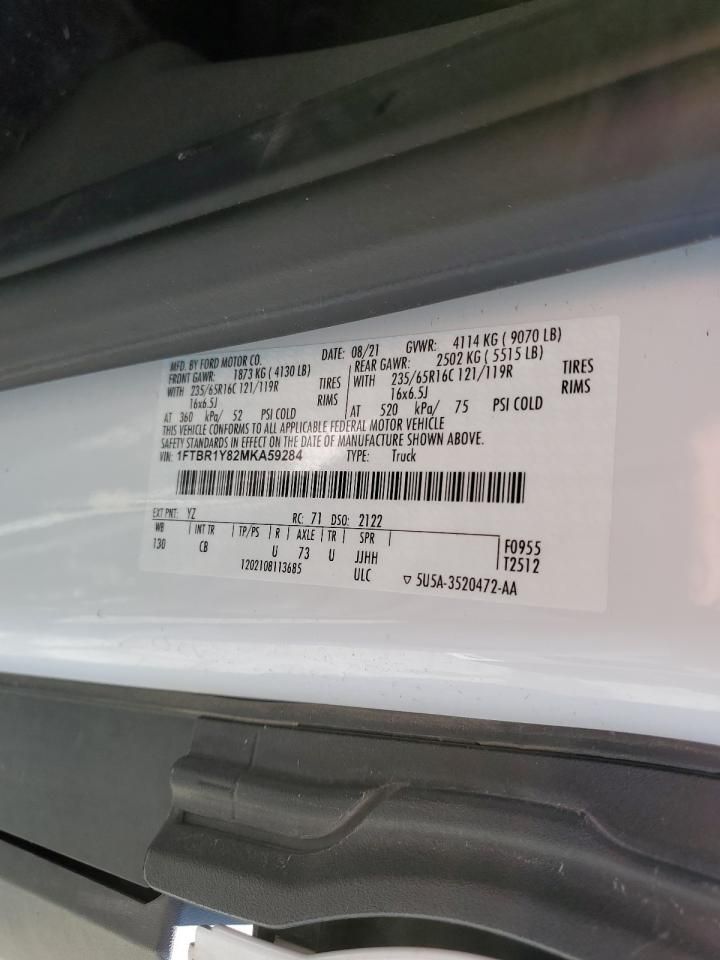 MFD. BY FORD MOTOR CO. DATE: 08/21 GVWR: 4114 KG ( 9070 LB)
FRONT GAWR: 1873 KG ( 4130 LB) REAR GAWR: 2502 KG ( 5515 LB)
WITH 235/65R16C 121/119R TIRES WITH 235/65R16C 121/119R TIRES
16x6.5J RIMS 16x6.5J RIMS
AT 360 kPa/ 52 PSI COLD AT 520 kPa/ 75 PSI COLD
THIS VEHICLE CONFORMS TO ALL APPLICABLE FEDERAL MOTOR VEHICLE
SAFETY STANDARDS IN EFFECT ON THE DATE OF MANUFACTURE SHOWN ABOVE.
VIN: 1FTBR1Y82MKA59284 TYPE: Truck
EXT PNT: YZ RC: 71 DSO: 2122
WB | INT TR | TP/PS | R | AXLE | TR | SPR | F0955
130 CB U 73 U JJHH T2512
1202108113685 ULC ▽ 5U5A-3520472-AA